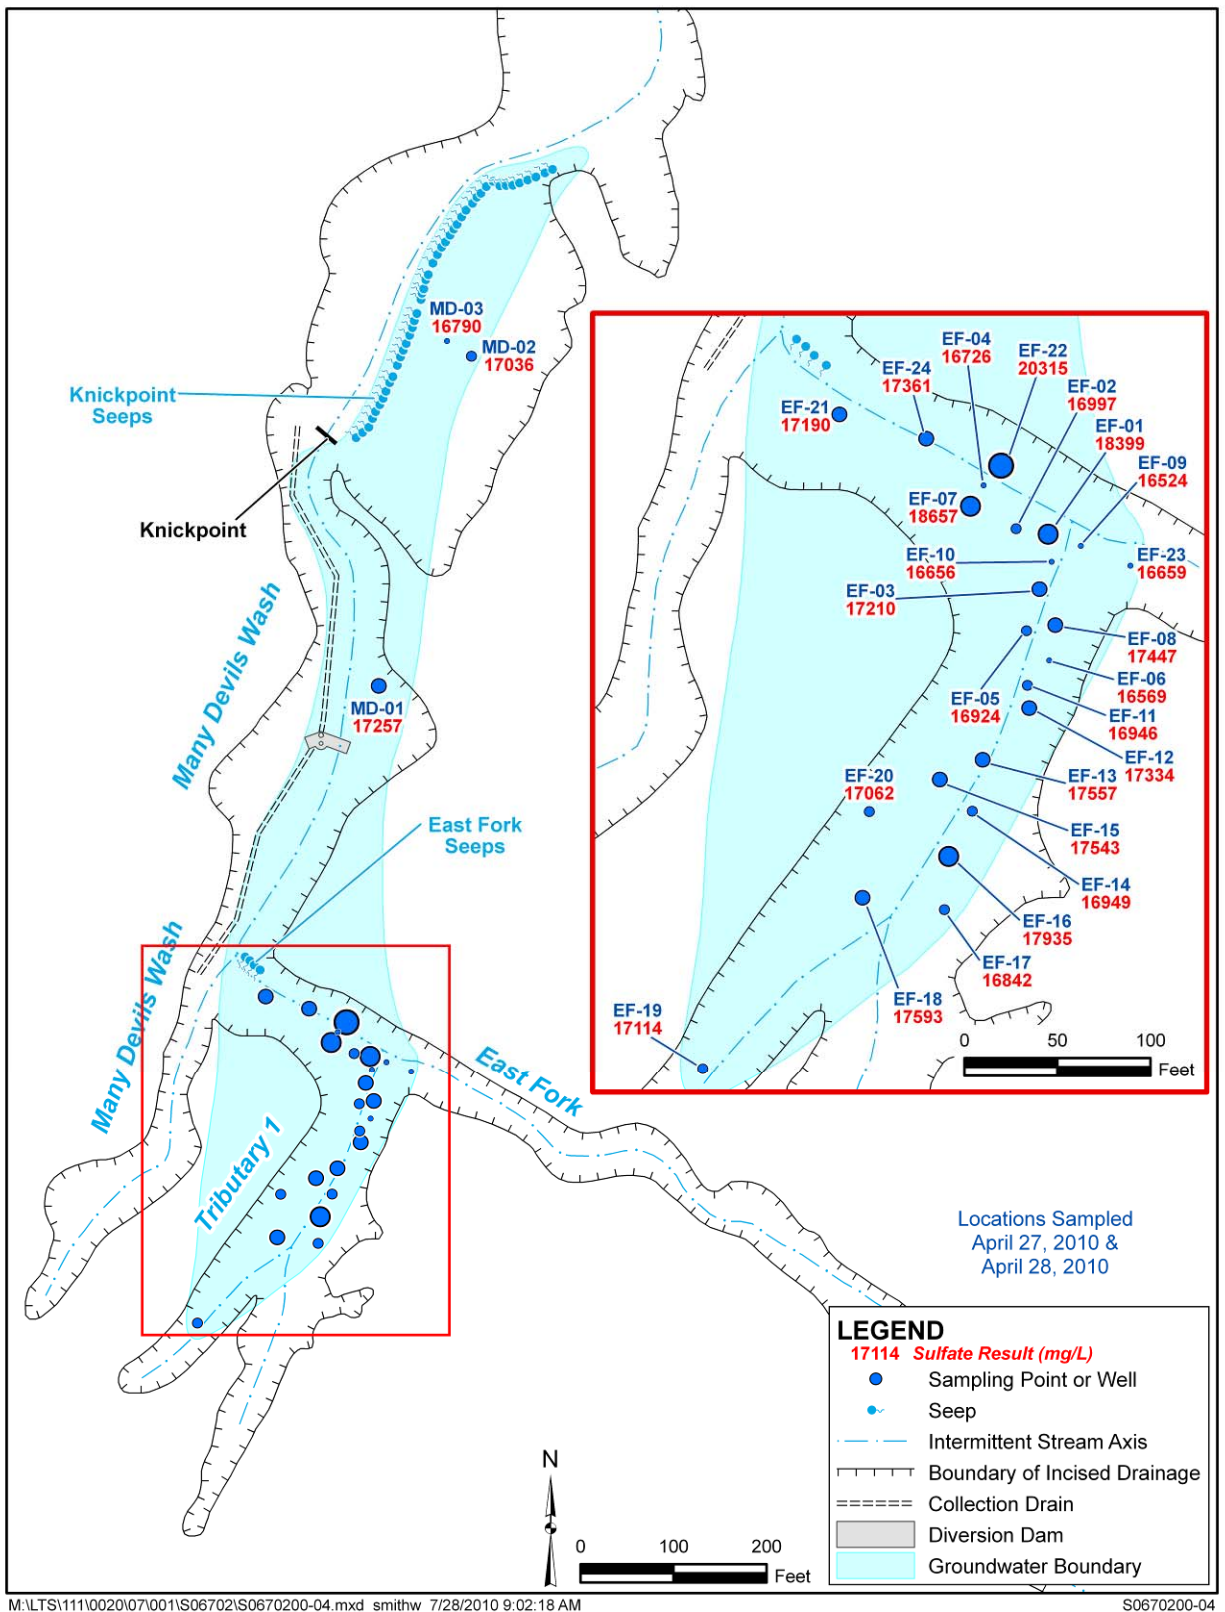 MD-03
16790
MD-02
17036
Knickpoint
Seeps
Knickpoint
Many Devils Wash
MD-01
17257
East Fork
Seeps
Many Devils Wash
East Fork
Tributary 1
EF-04
16726
EF-22
20315
EF-24
17361
EF-02
16997
EF-21
17190
EF-01
18399
EF-09
16524
EF-07
18657
EF-10
16656
EF-23
16659
EF-03
17210
EF-08
17447
EF-06
16569
EF-05
16924
EF-11
16946
EF-12
17334
EF-20
17062
EF-13
17557
EF-15
17543
EF-14
16949
EF-16
17935
EF-17
16842
EF-18
17593
EF-19
17114
0 50 100
Feet
Locations Sampled
April 27, 2010 &
April 28, 2010
LEGEND
17114 Sulfate Result (mg/L)
Sampling Point or Well
Seep
Intermittent Stream Axis
Boundary of Incised Drainage
Collection Drain
Diversion Dam
Groundwater Boundary
N
0 100 200
Feet
M:\LTS\111\0020\07\001\S06702\S0670200-04.mxd smithw 7/28/2010 9:02:18 AM
S0670200-04